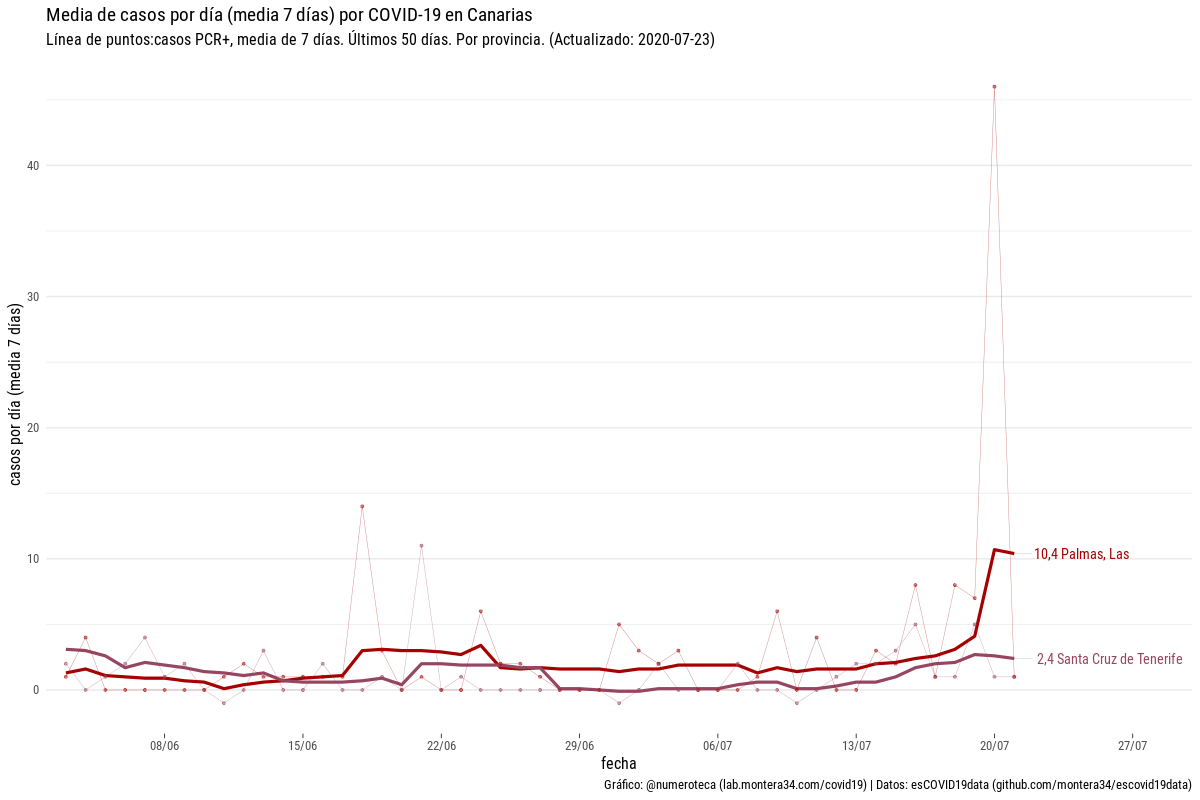 Media de casos por día (media 7 días) por COVID-19 en Canarias
Línea de puntos:casos PCR+, media de 7 días. Últimos 50 días. Por provincia. (Actualizado: 2020-07-23)
casos por día (media 7 días)
40
30
20
10
0
10,4 Palmas, Las
2,4 Santa Cruz de Tenerife
08/06
15/06
22/06
29/06
06/07
13/07
20/07
27/07
fecha
Gráfico: @numeroteca (lab.montera34.com/covid19) | Datos: esCOVID19data (github.com/montera34/escovid19data)